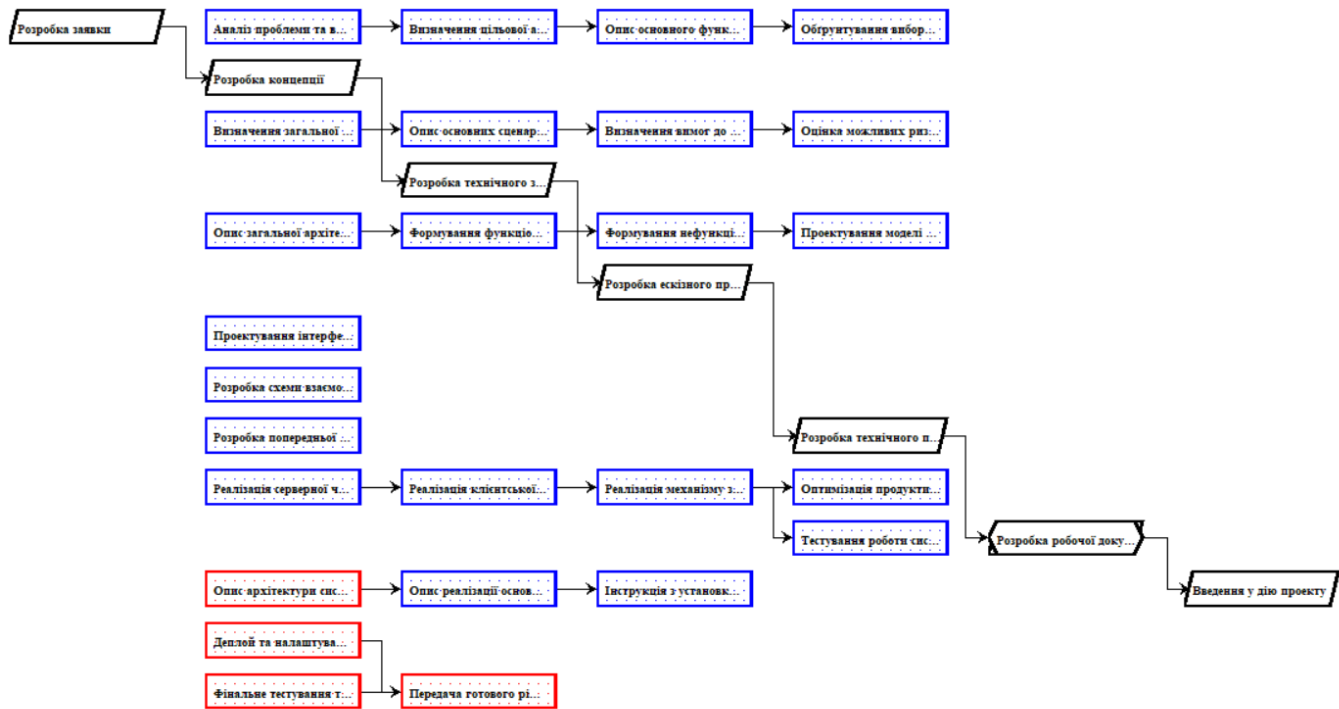 Розробка заявки
Аналіз проблеми та в...
Визначення цільової а...
Опис основного функ...
Обґрунтування вибор...
Розробка концепції
Визначення загальної ...
Опис основних сценар...
Визначення вимог до ...
Оцінка можливих риз...
Розробка технічного з...
Опис загальної архіте...
Формування функціо...
Формування нефункці...
Проектування моделі ...
Розробка ескізного пр...
Проектування інтерфе...
Розробка схеми взаємо...
Розробка попередньої ...
Розробка технічного п...
Реалізація серверної ч...
Реалізація клієнтської...
Реалізація механізму з...
Оптимізація продукти...
Тестування роботи сис...
Розробка робочої доку...
Опис архітектури сис...
Опис реалізації основ...
Інструкція з установк...
Введення у дію проекту
Деплой та налаштува...
Фінальне тестування т...
Передача готового рі...